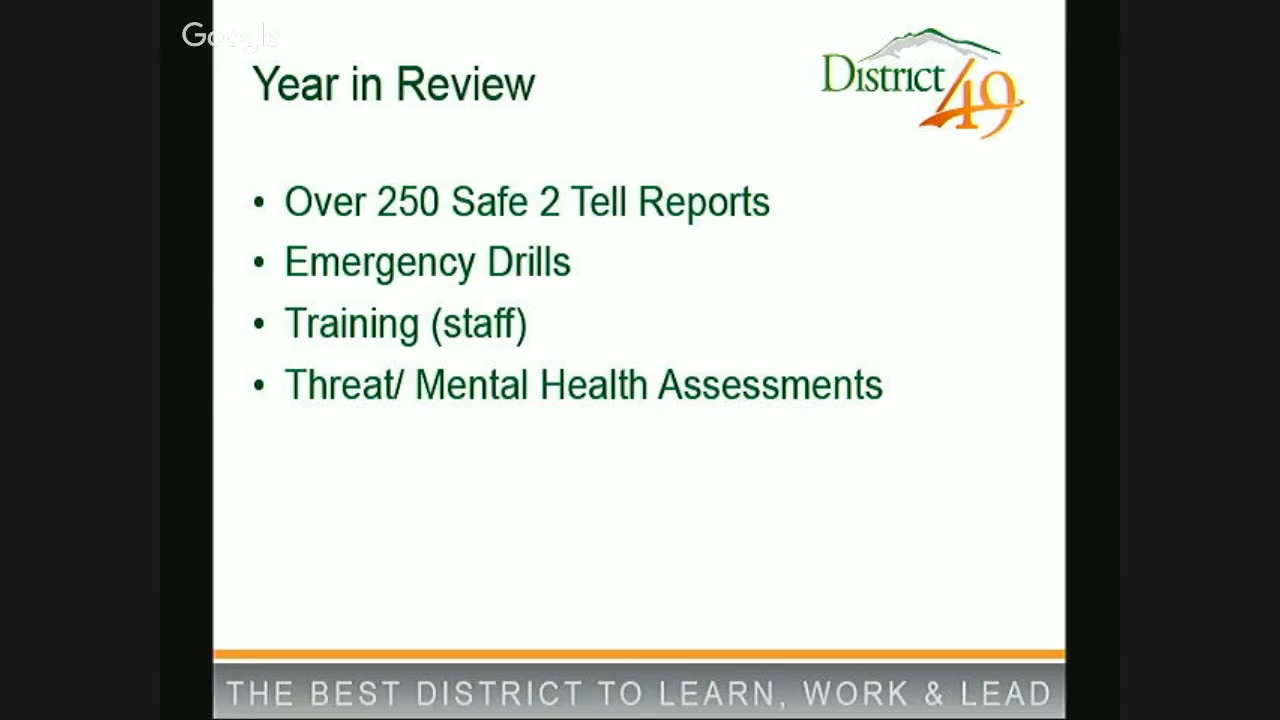 Google
Year in Review
District 49
• Over 250 Safe 2 Tell Reports
• Emergency Drills
• Training (staff)
• Threat/ Mental Health Assessments
THE BEST DISTRICT TO LEARN, WORK & LEAD